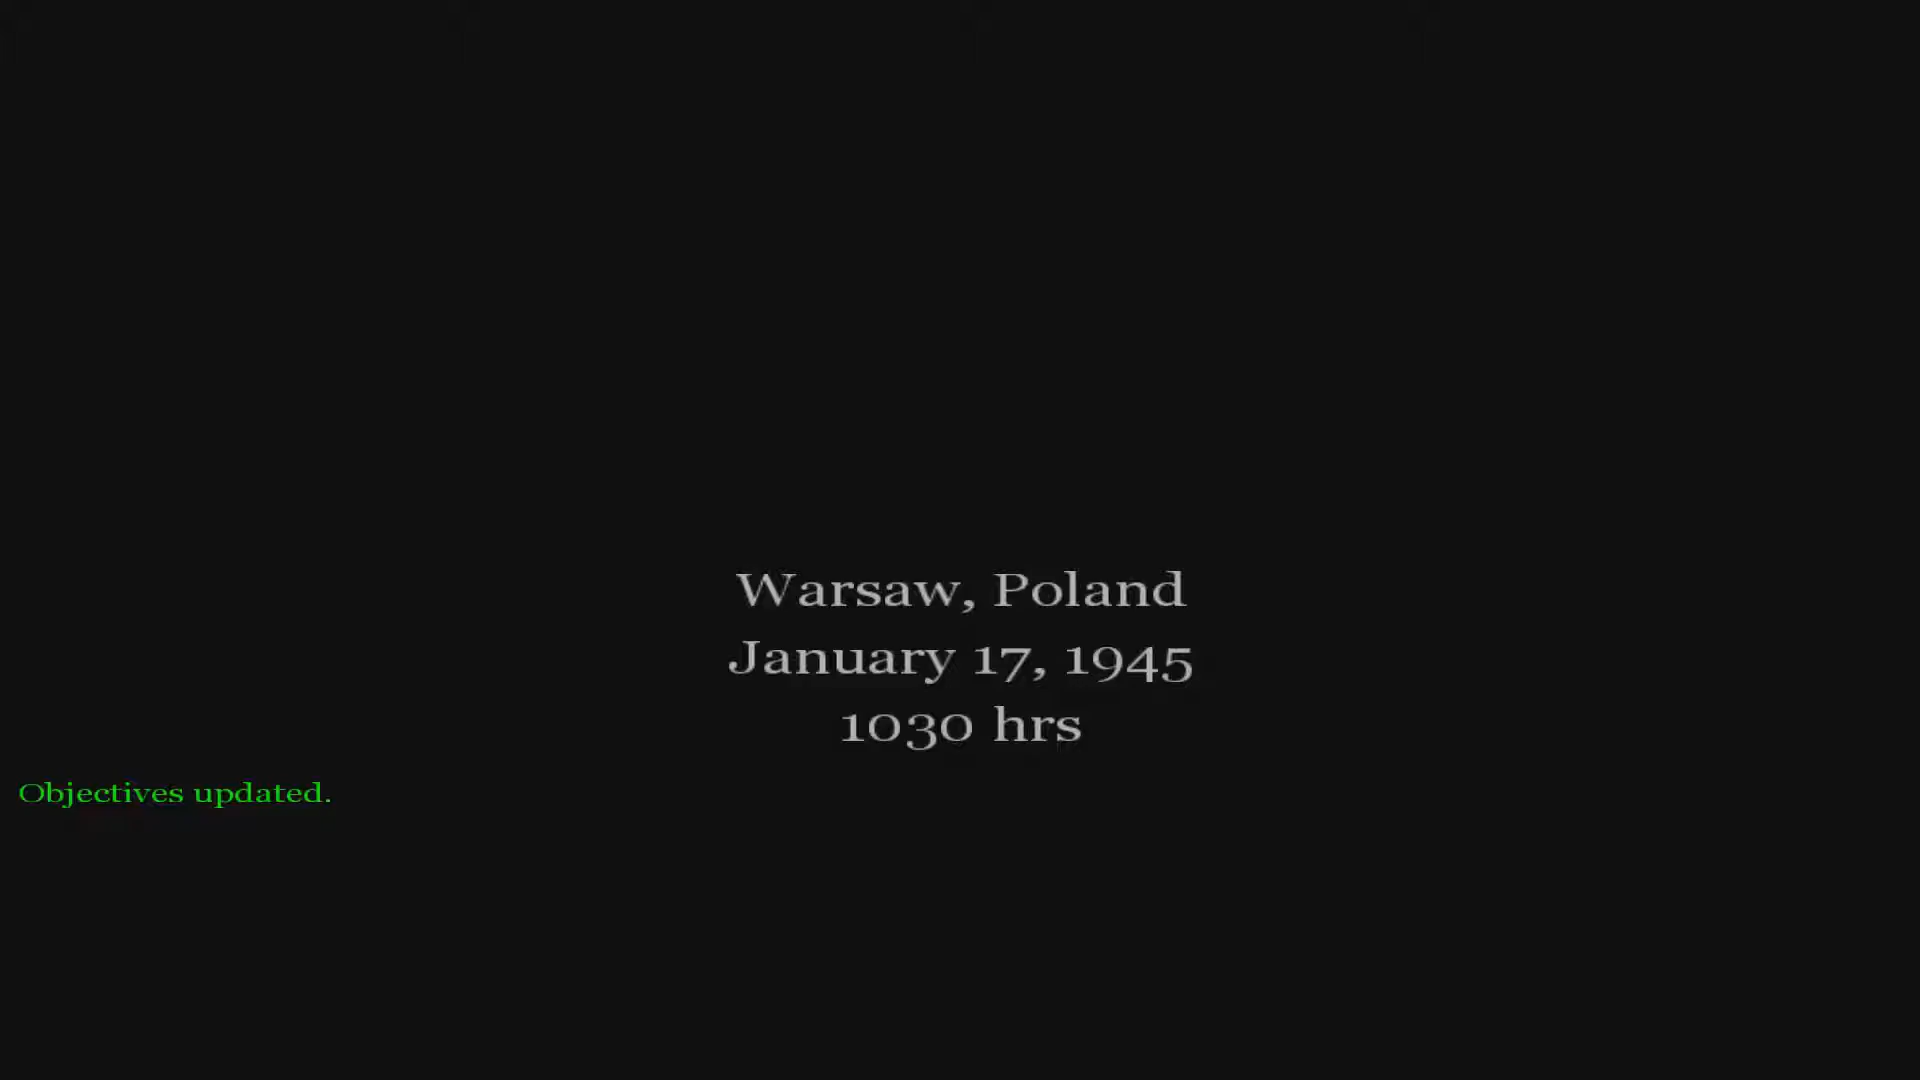 Warsaw, Poland
January 17, 1945
1030 hrs
Objectives updated.